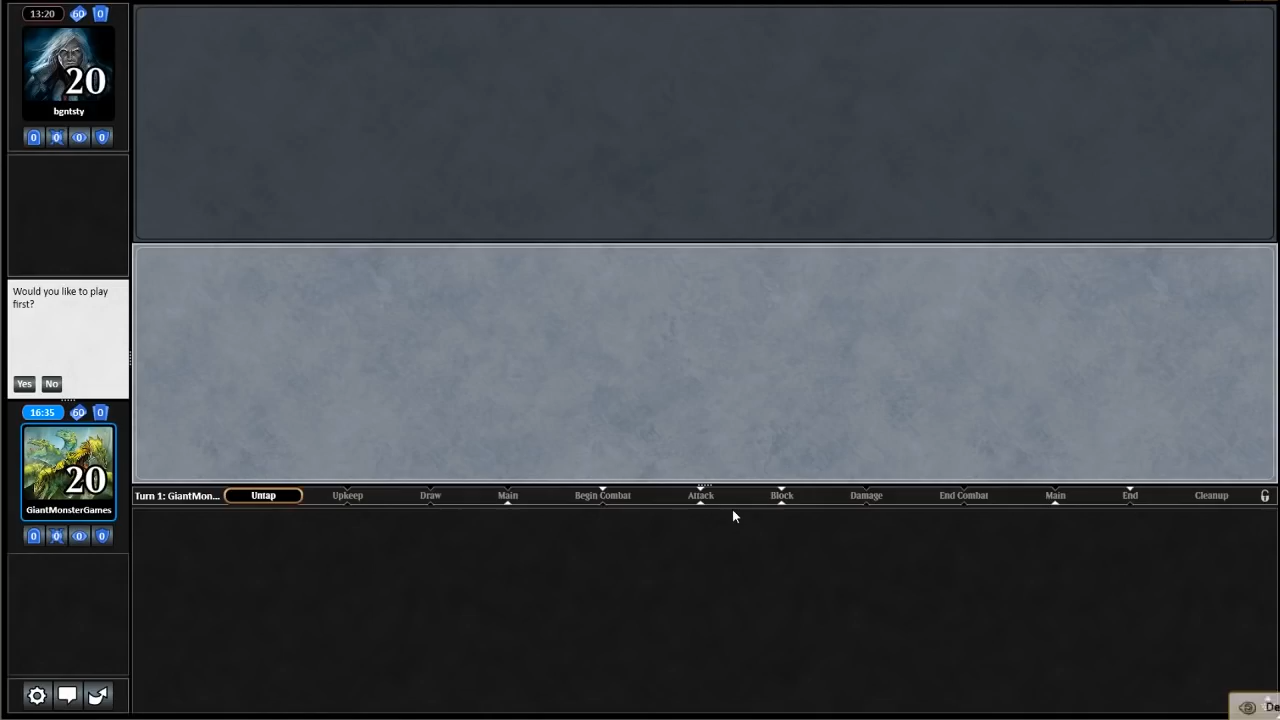 13:20 60 0
20
bgntsty
0 0 0 0
Would you like to play
first?
Yes No
16:35 60 0
20
GiantMonsterGames
0 0 0 0
Turn 1: GiantMon... Untap Upkeep Draw Main Begin Combat Attack Block Damage End Combat Main End Cleanup
De